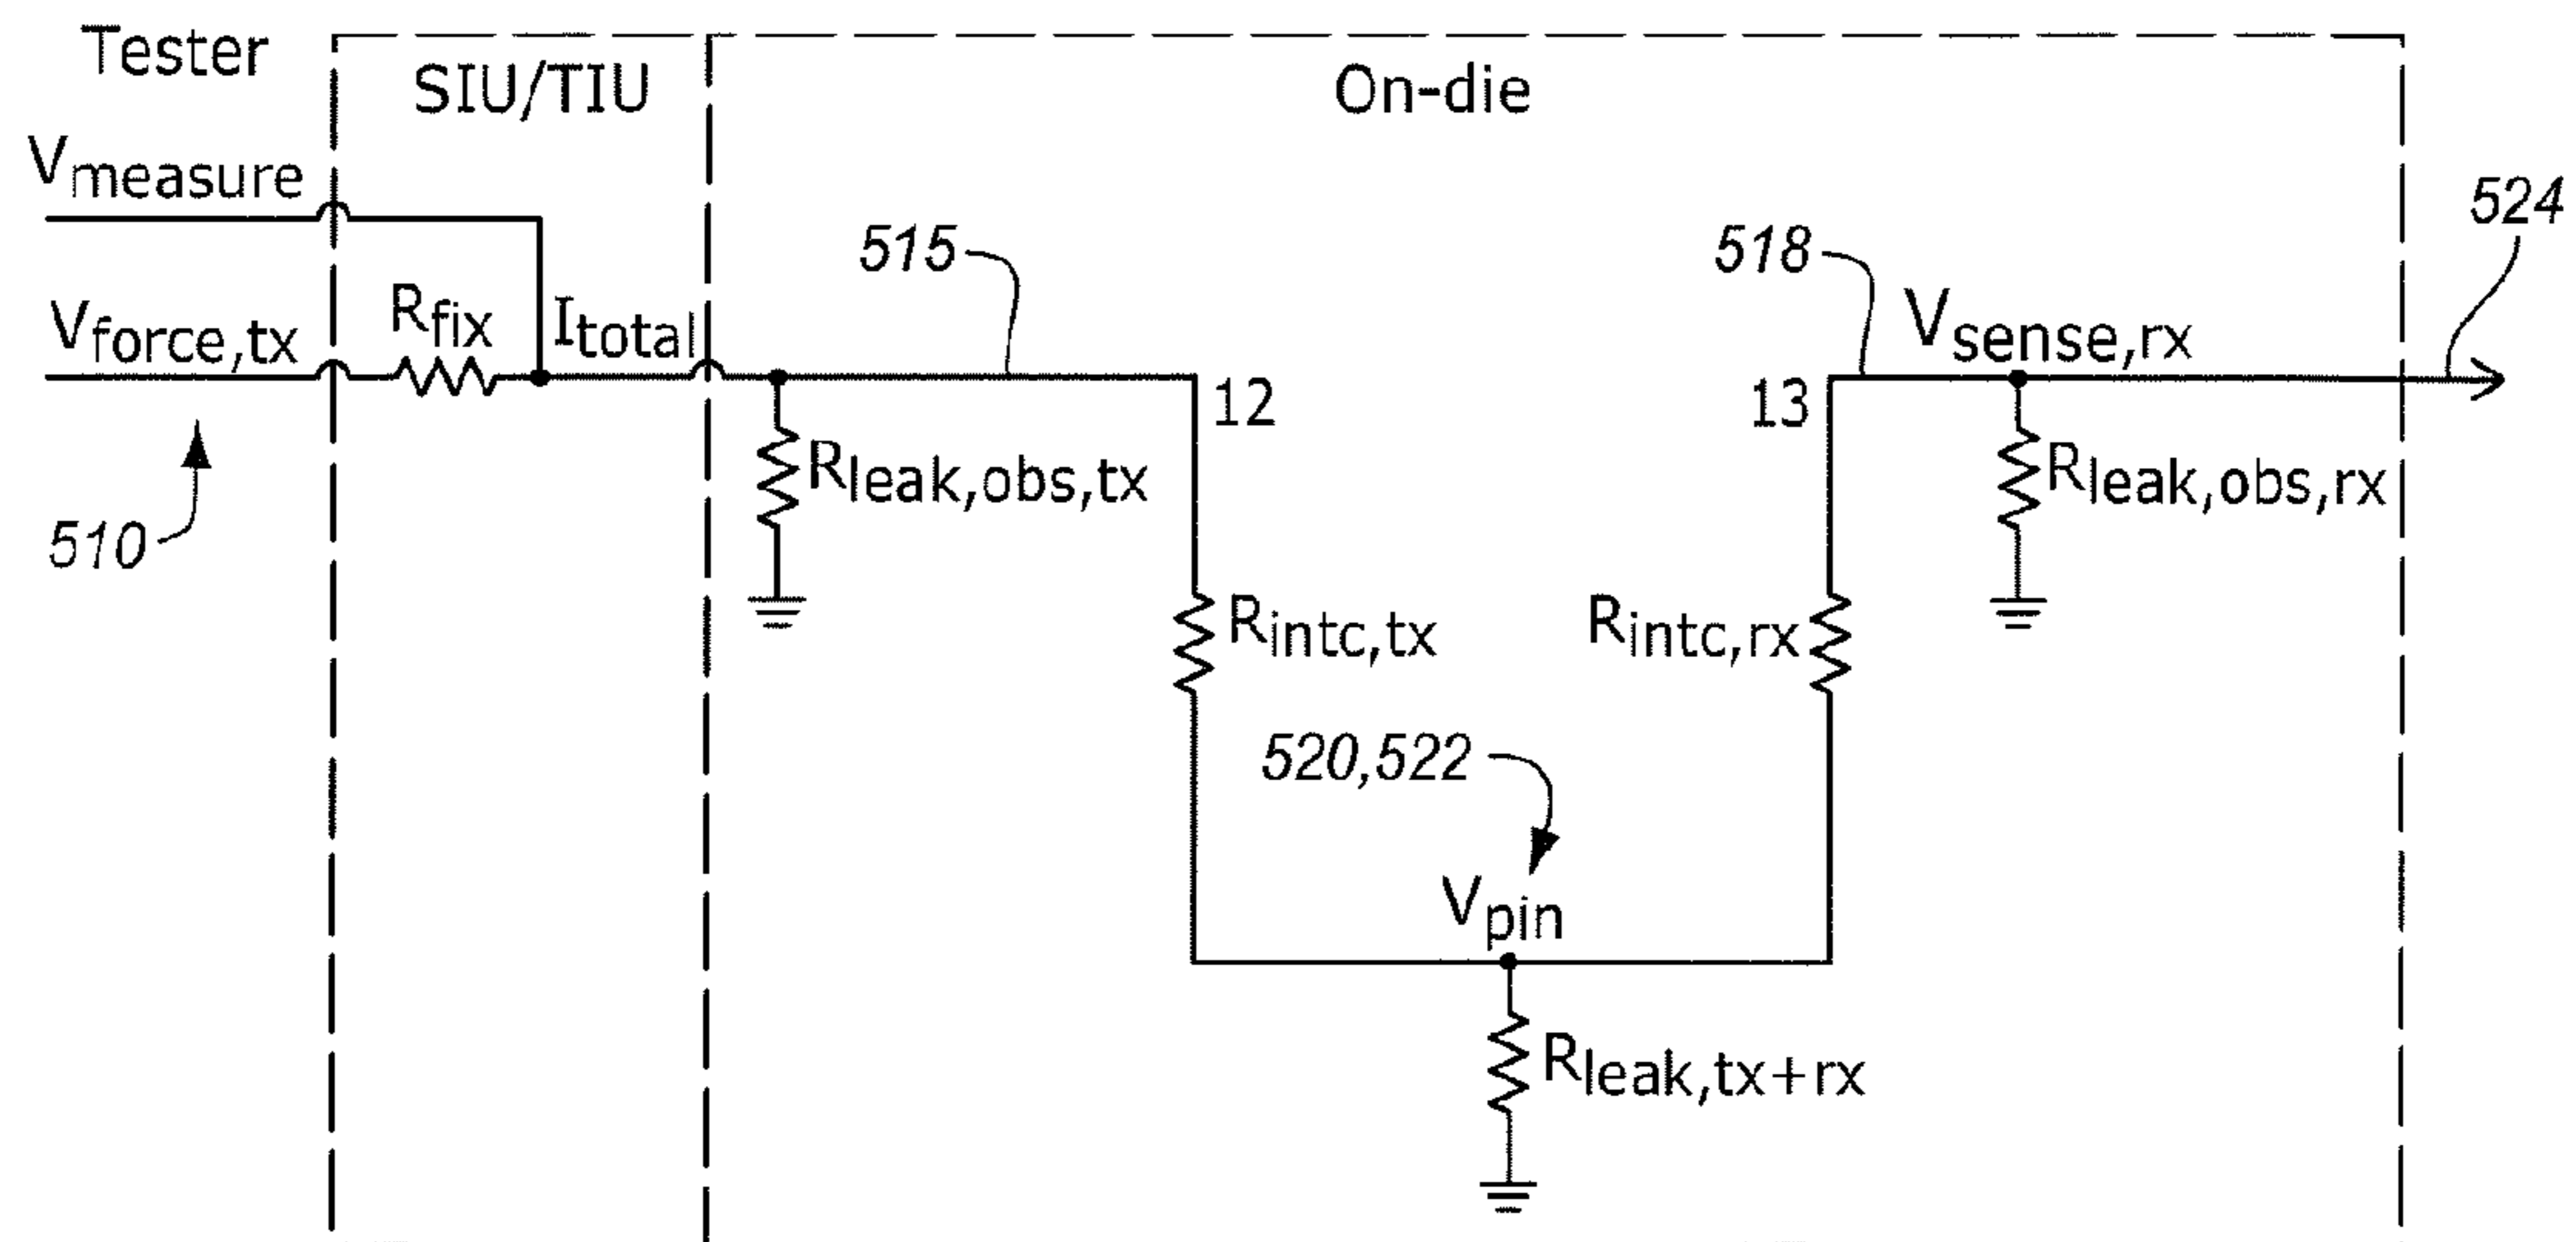 Tester
SIU/TIU
On-die
Vmeasure
524
515
518
Vforce,tx
Rfix
Itotal
Vsense,rx
12
13
Rleak,obs,tx
Rleak,obs,rx
510
Rintc,tx
Rintc,rx
520,522
Vpin
Rleak,tx+rx